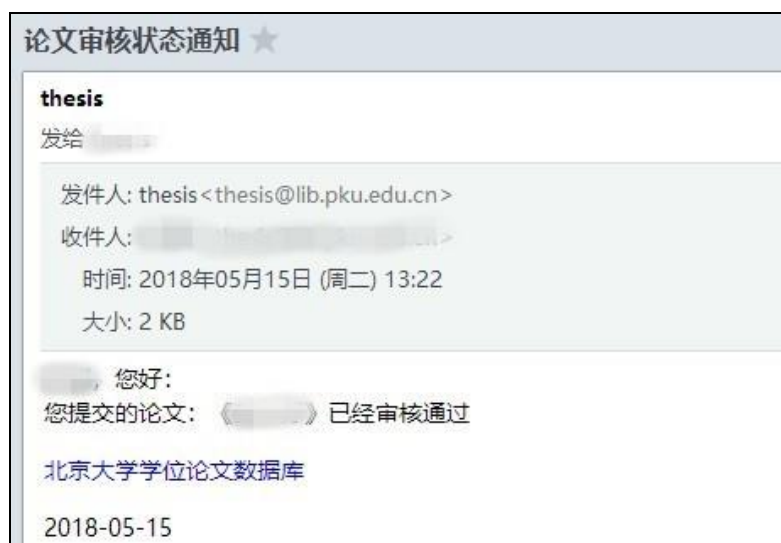 论文审核状态通知
thesis
发给
发件人: thesis<thesis@lib.pku.edu.cn>
收件人:
时间: 2018年05月15日 (周二) 13:22
大小: 2 KB
，您好：
您提交的论文：《 》已经审核通过
北京大学学位论文数据库
2018-05-15